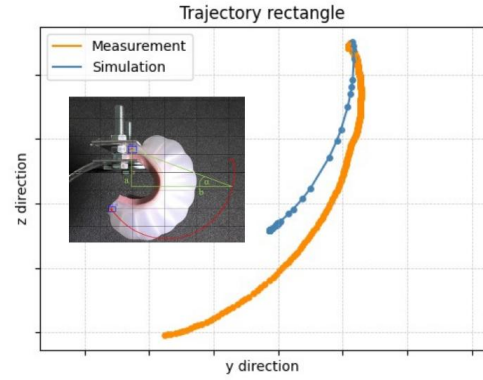 Trajectory rectangle
Measurement
Simulation
α
b
z direction
y direction